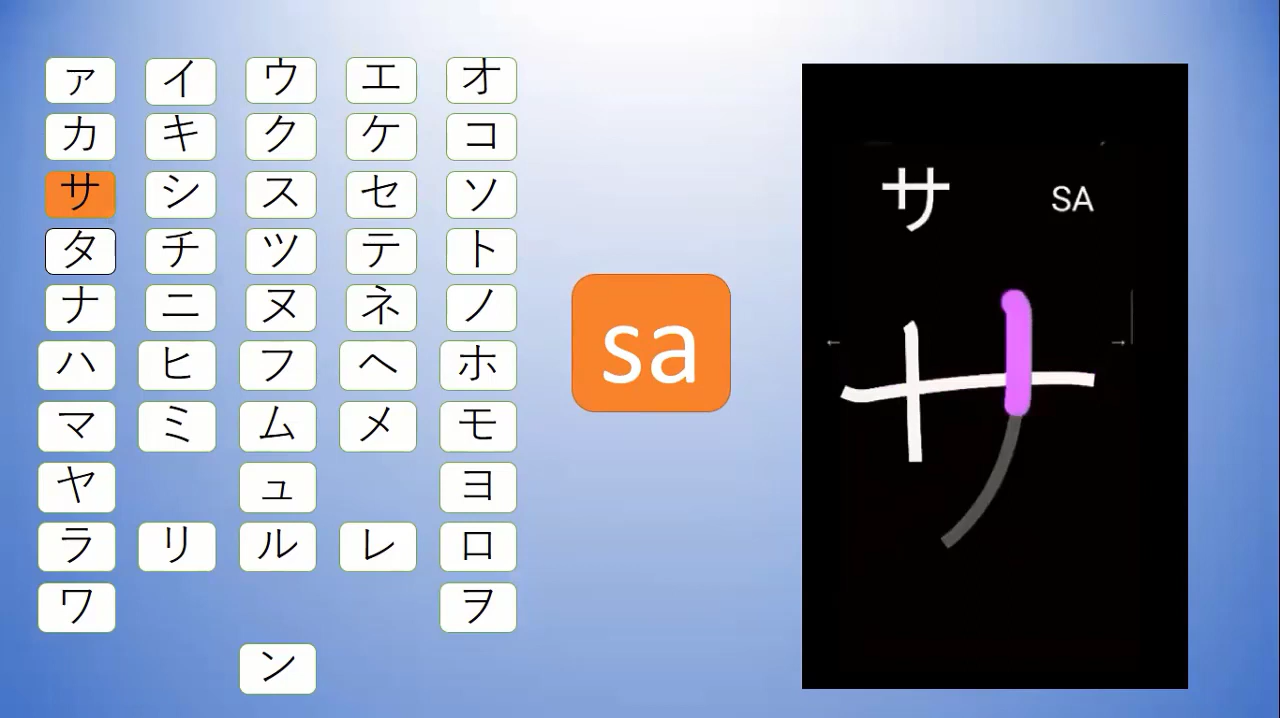 ァ イ ウ エ オ
カ キ ク ケ コ
サ シ ス セ ソ
タ チ ツ テ ト
ナ ニ ヌ ネ ノ
ハ ヒ フ ヘ ホ
マ ミ ム メ モ
ヤ ュ ヨ
ラ リ ル レ ロ
ワ ヲ
ン
sa
サ SA
サ